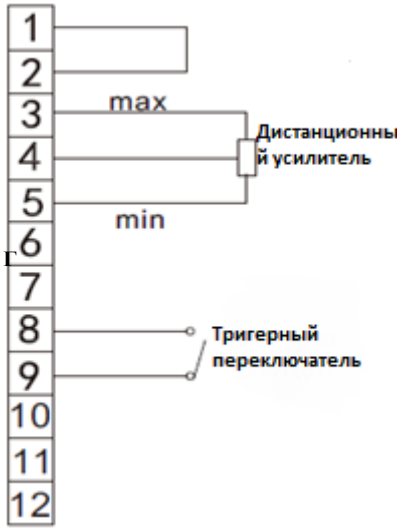 1
2
3
max
Дистанционны
4
й усилитель
5
min
г
6
7
8
Тригерный
9
переключатель
10
11
12